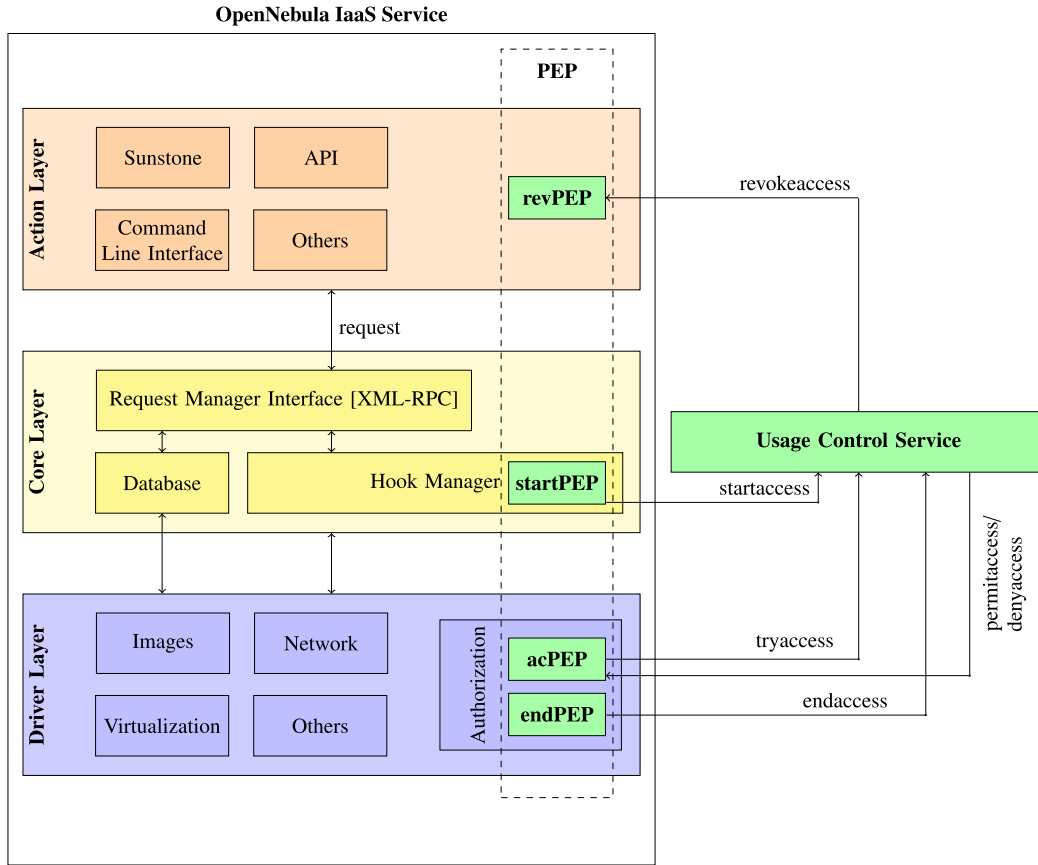 OpenNebula IaaS Service
PEP
Action Layer
Sunstone
API
Command
Line Interface
Others
revPEP
revokeaccess
request
Core Layer
Request Manager Interface [XML-RPC]
Database
Hook Manager
startPEP
startaccess
Usage Control Service
permitaccess/
denyaccess
Driver Layer
Images
Network
Virtualization
Others
Authorization
acPEP
endPEP
tryaccess
endaccess